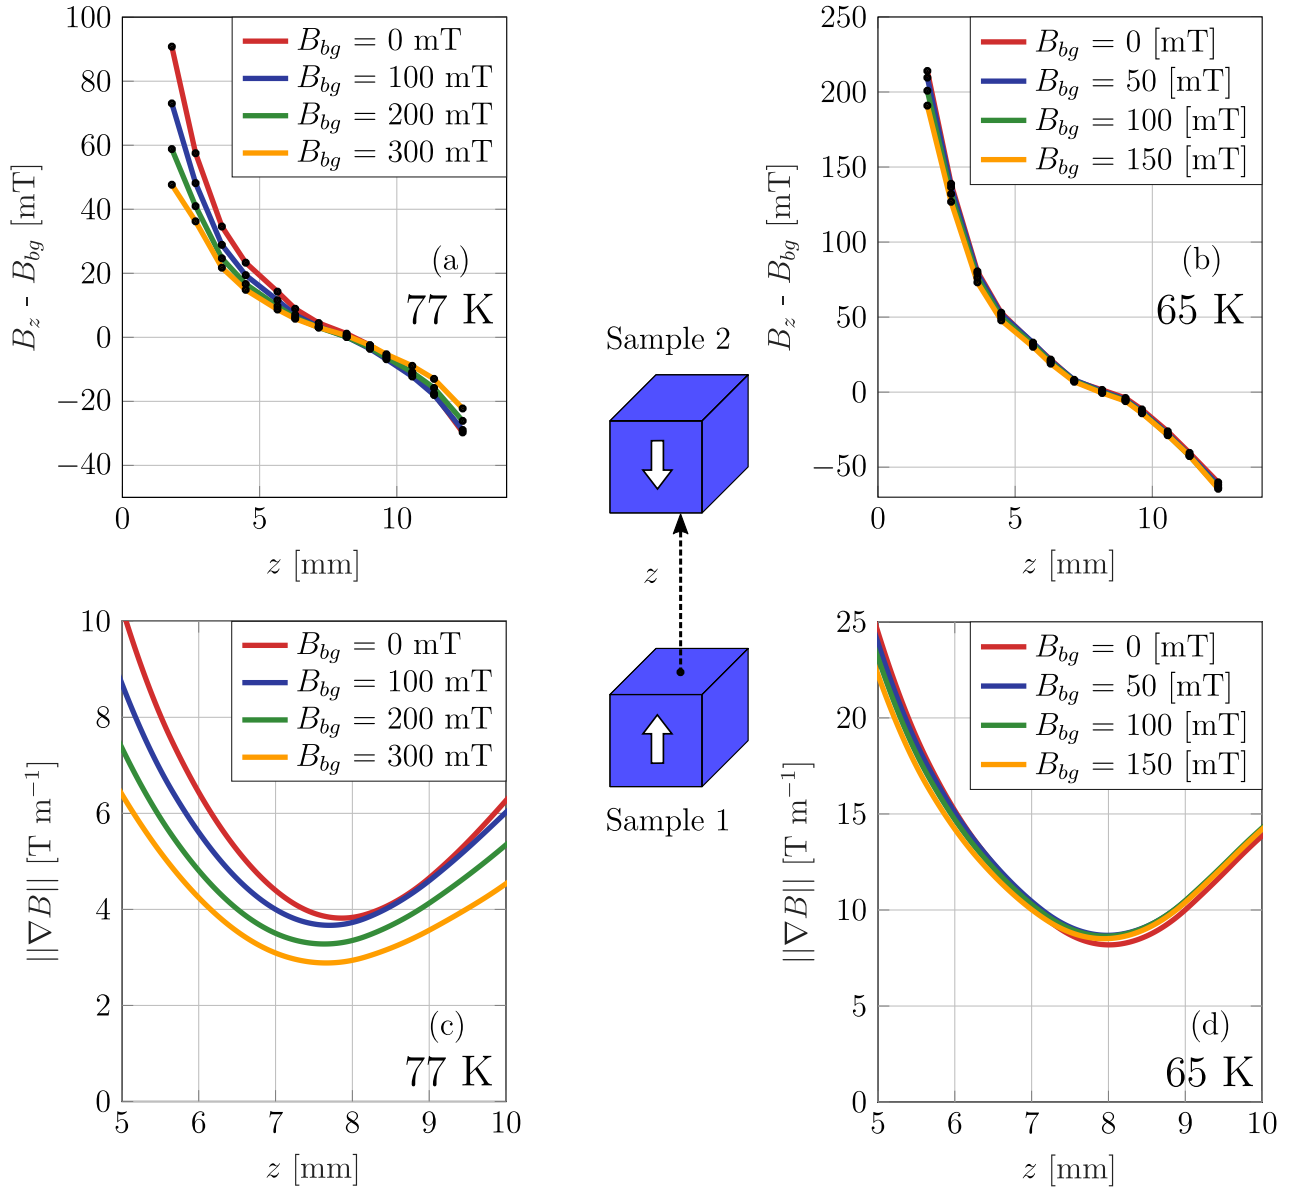 100
80
60
40
20
0
−20
−40
0
5
10
B_z - B_bg [mT]
z [mm]
B_bg = 0 mT
B_bg = 100 mT
B_bg = 200 mT
B_bg = 300 mT
(a)
77 K
250
200
150
100
50
0
−50
0
5
10
B_z - B_bg [mT]
z [mm]
B_bg = 0 [mT]
B_bg = 50 [mT]
B_bg = 100 [mT]
B_bg = 150 [mT]
(b)
65 K
Sample 2
z
Sample 1
10
8
6
4
2
0
5
6
7
8
9
10
||∇B|| [T m⁻¹]
z [mm]
B_bg = 0 mT
B_bg = 100 mT
B_bg = 200 mT
B_bg = 300 mT
(c)
77 K
25
20
15
10
5
0
5
6
7
8
9
10
||∇B|| [T m⁻¹]
z [mm]
B_bg = 0 [mT]
B_bg = 50 [mT]
B_bg = 100 [mT]
B_bg = 150 [mT]
(d)
65 K